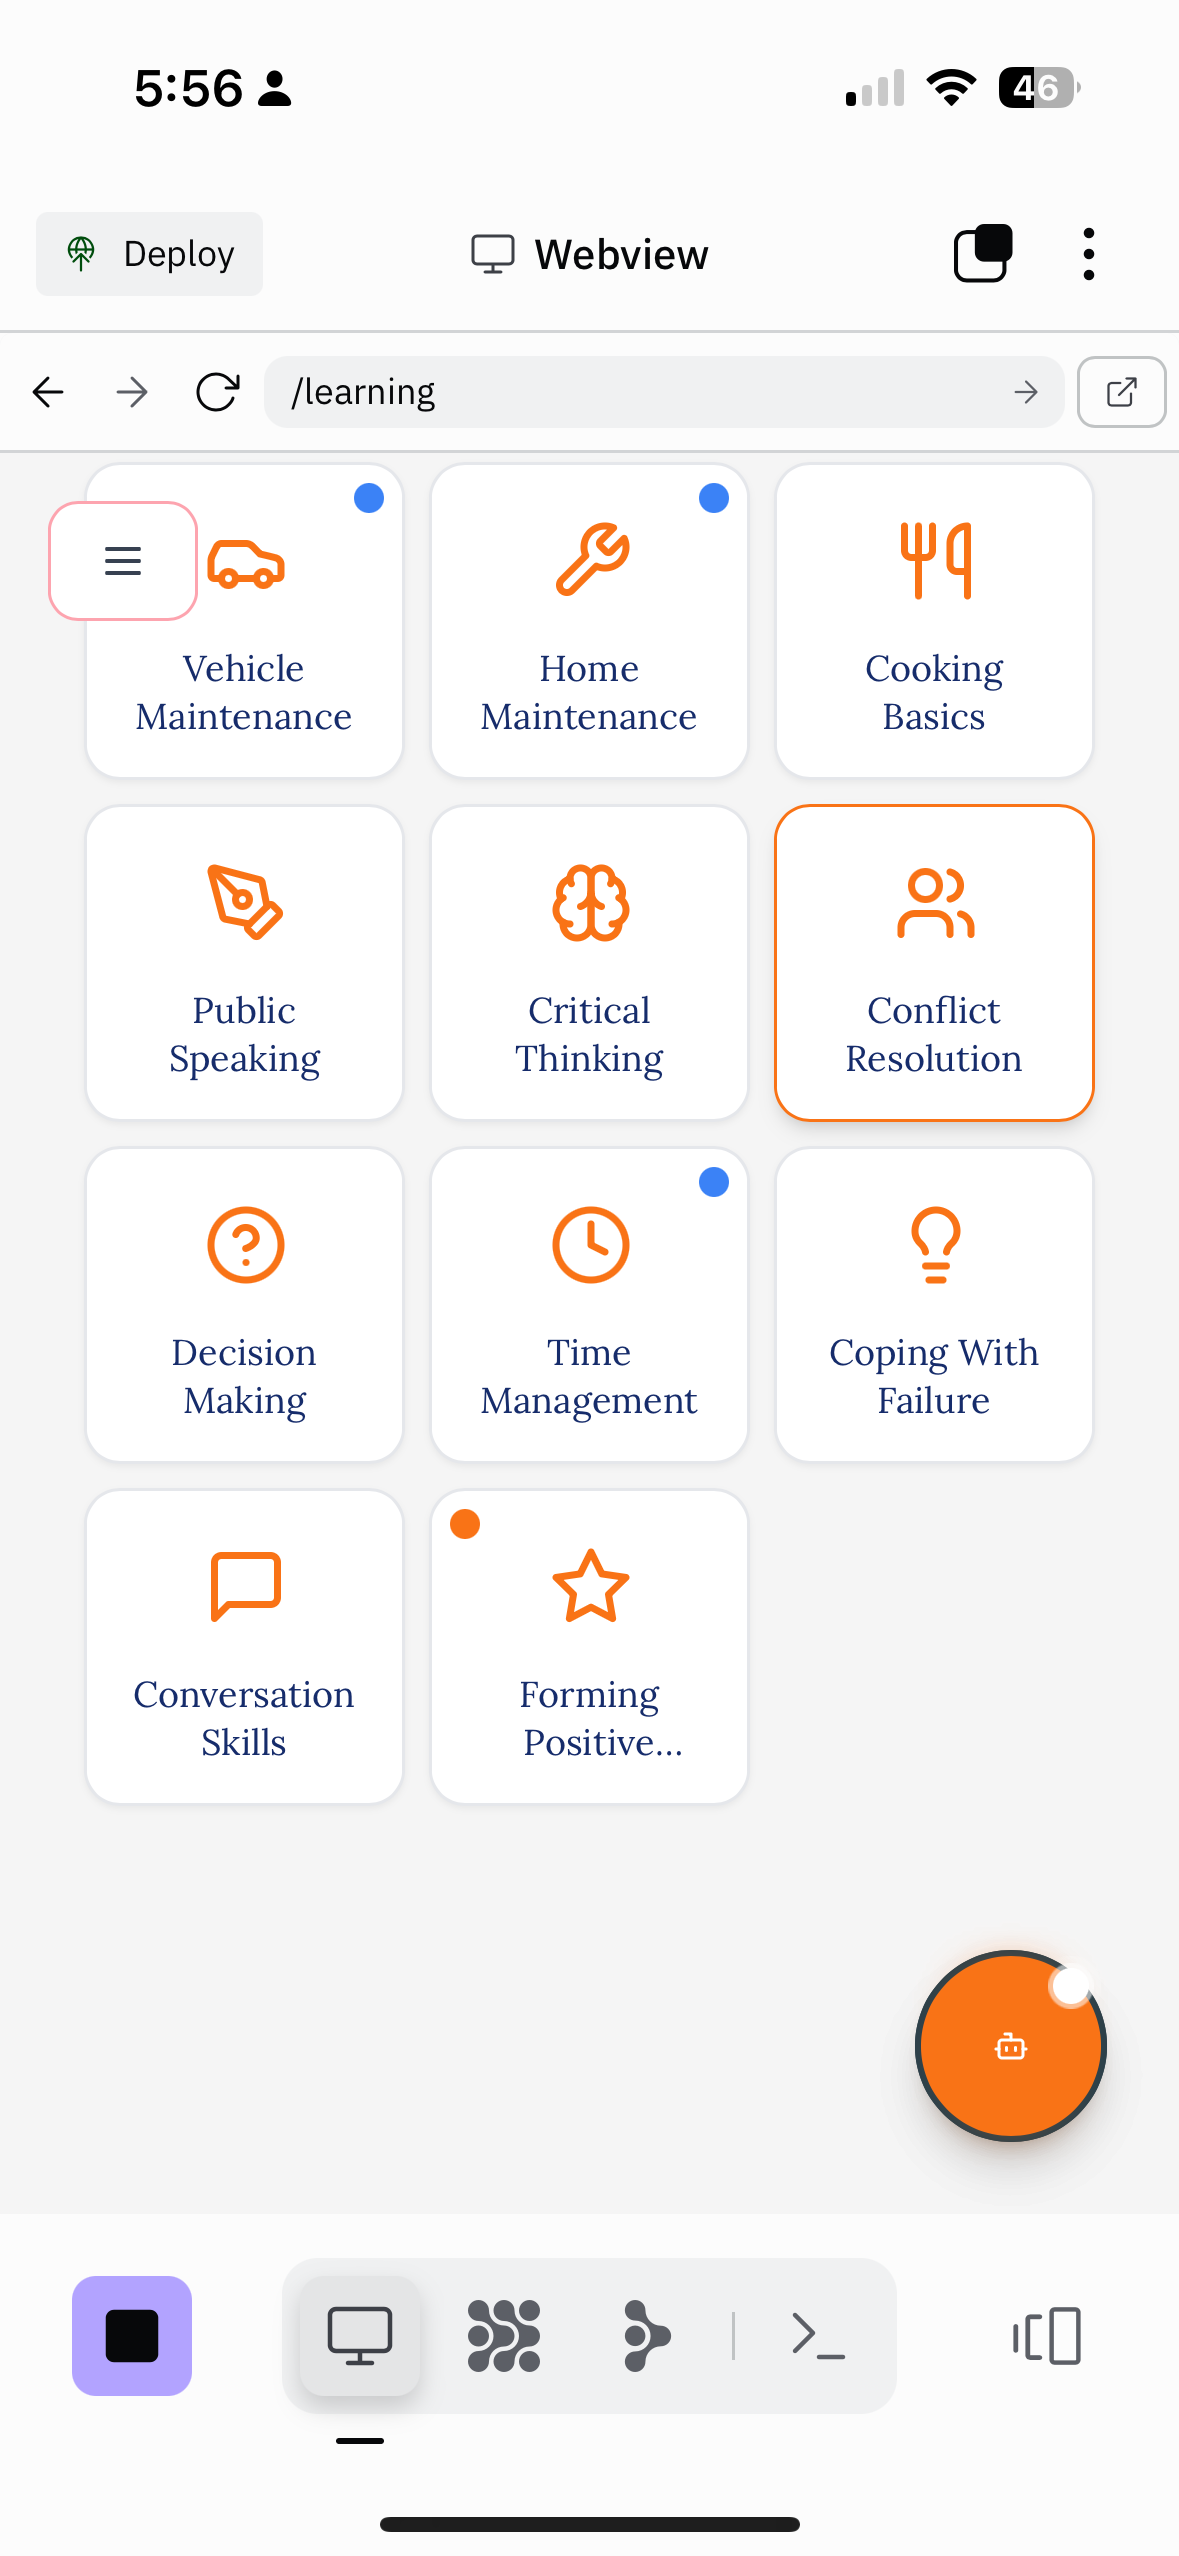 5:56
46
Deploy
Webview
/learning
Vehicle
Maintenance
Home
Maintenance
Cooking
Basics
Public
Speaking
Critical
Thinking
Conflict
Resolution
Decision
Making
Time
Management
Coping With
Failure
Conversation
Skills
Forming
Positive...